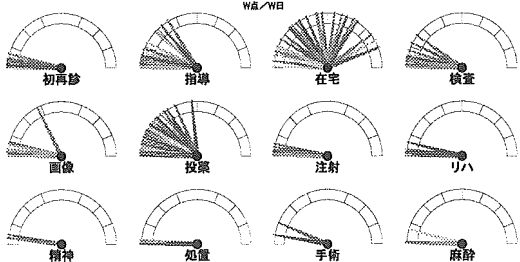 W点／W日
初再診 指導 在宅 検査
画像 投薬 注射 リハ
精神 処置 手術 麻酔